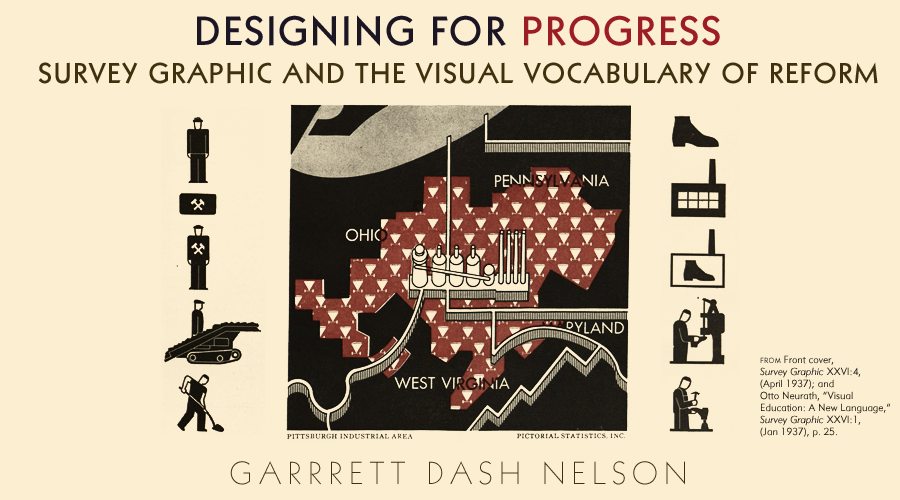 DESIGNING FOR PROGRESS
SURVEY GRAPHIC AND THE VISUAL VOCABULARY OF REFORM
PENNSYLVANIA
OHIO
RYLAND
WEST VIRGINIA
PITTSBURGH INDUSTRIAL AREA
PICTORIAL STATISTICS, INC.
FROM Front cover,
Survey Graphic XXVI:4,
(April 1937); and
Otto Neurath, "Visual
Education: A New Language,"
Survey Graphic XXVI:1,
(Jan 1937), p. 25.
GARRRETT DASH NELSON